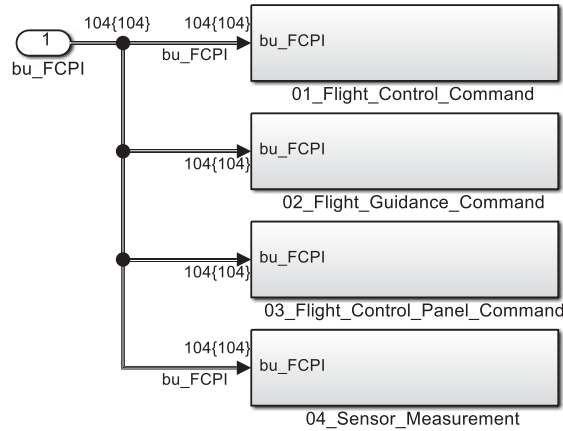 104{104}
104{104}
1
bu_FCPI
bu_FCPI
bu_FCPI
01_Flight_Control_Command
bu_FCPI
104{104}
02_Flight_Guidance_Command
bu_FCPI
104{104}
03_Flight_Control_Panel_Command
104{104}
bu_FCPI
bu_FCPI
04_Sensor_Measurement